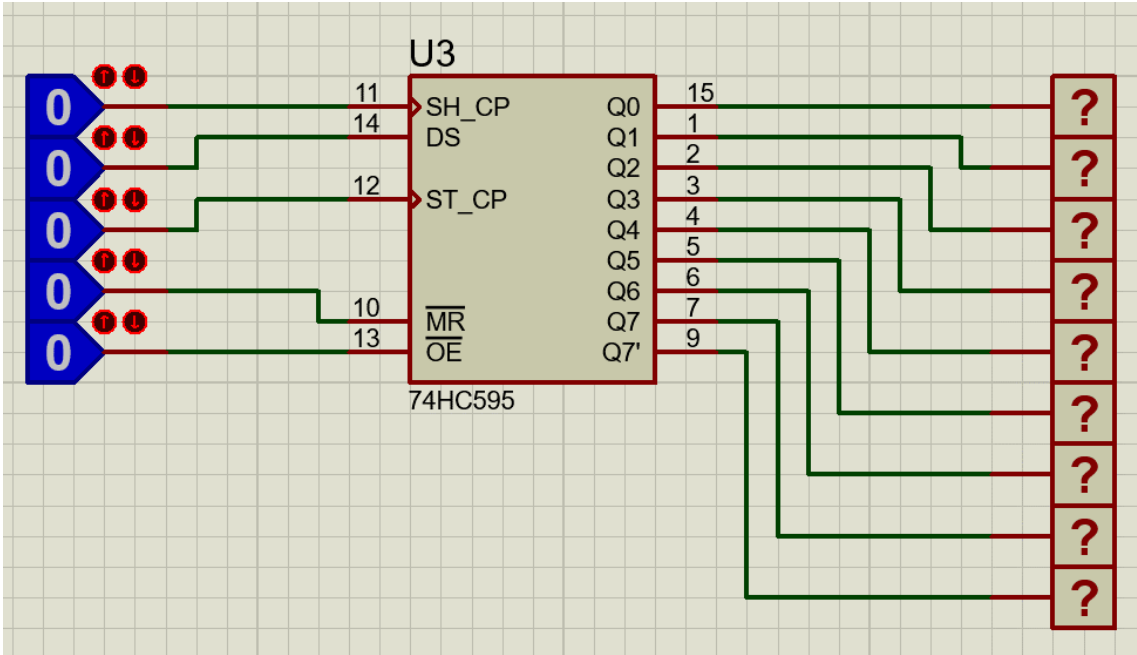 U3
0 11 SH_CP Q0 15 ?
0 14 DS Q1 1 ?
0 12 ST_CP Q2 2 ?
0 10 MR Q3 3 ?
0 13 OE Q4 4 ?
Q5 5 ?
Q6 6 ?
Q7 7 ?
Q7' 9 ?
74HC595